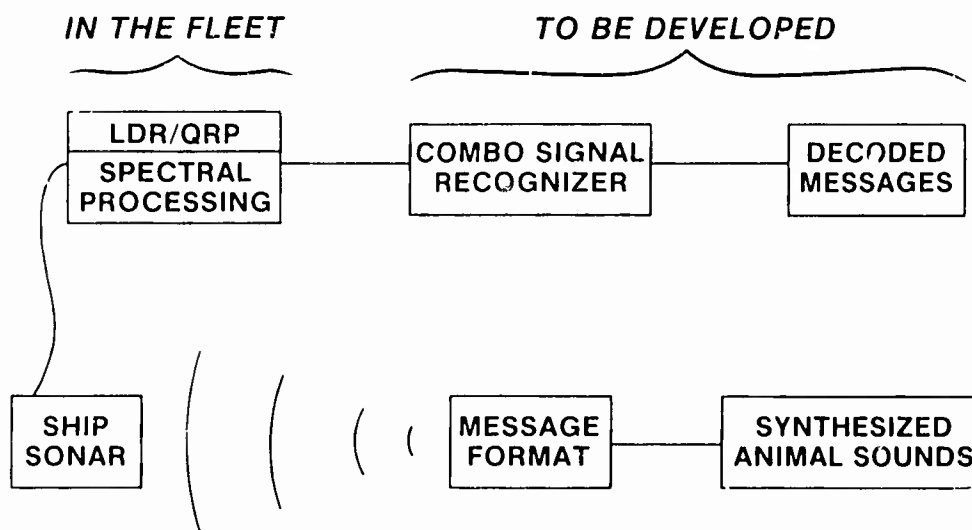 IN THE FLEET
TO BE DEVELOPED
LDR/QRP
SPECTRAL
PROCESSING
COMBO SIGNAL
RECOGNIZER
DECODED
MESSAGES
SHIP
SONAR
MESSAGE
FORMAT
SYNTHESIZED
ANIMAL SOUNDS